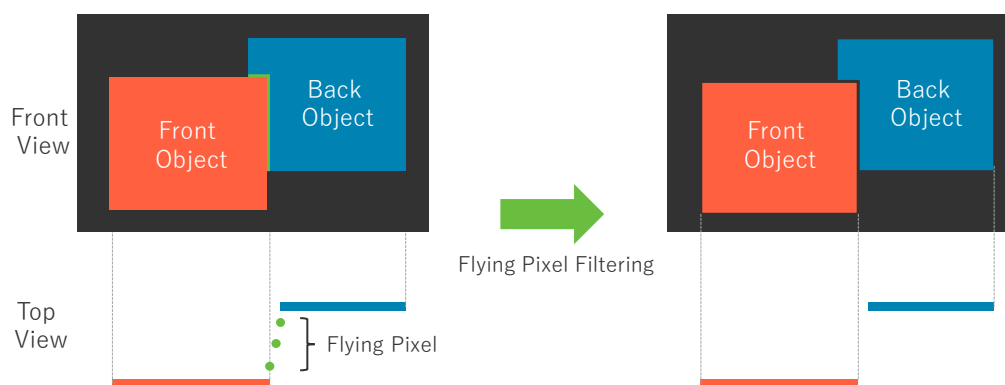 Front
View
Front
Object
Back
Object
Flying Pixel Filtering
Front
Object
Back
Object
Top
View
Flying Pixel